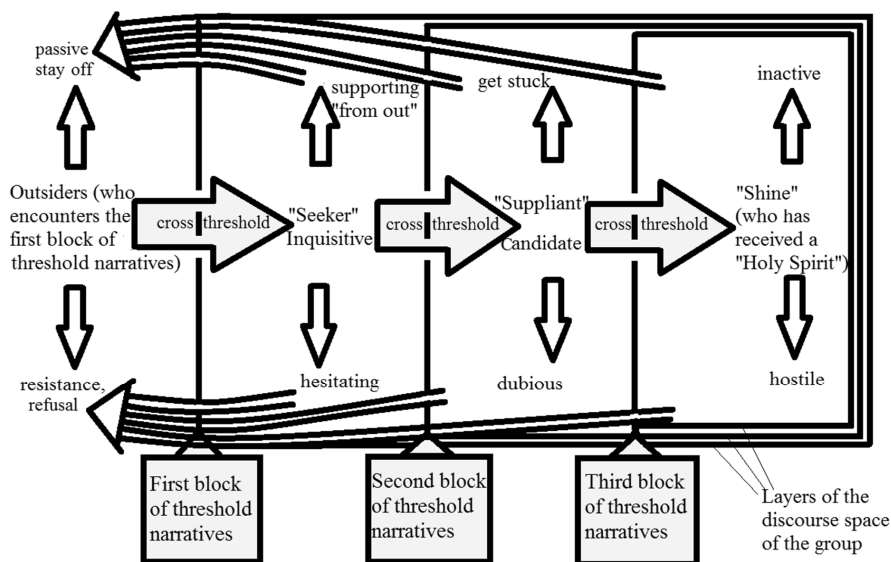 passive
stay off
supporting
"from out"
get stuck
inactive
Outsiders (who
encounters the
first block of
threshold narratives)
cross threshold
"Seeker"
Inquisitive
cross threshold
"Suppliant"
Candidate
cross threshold
"Shine"
(who has
received a
"Holy Spirit")
resistance,
refusal
hesitating
dubious
hostile
First block
of threshold
narratives
Second block
of threshold
narratives
Third block
of threshold
narratives
Layers of the
discourse space
of the group